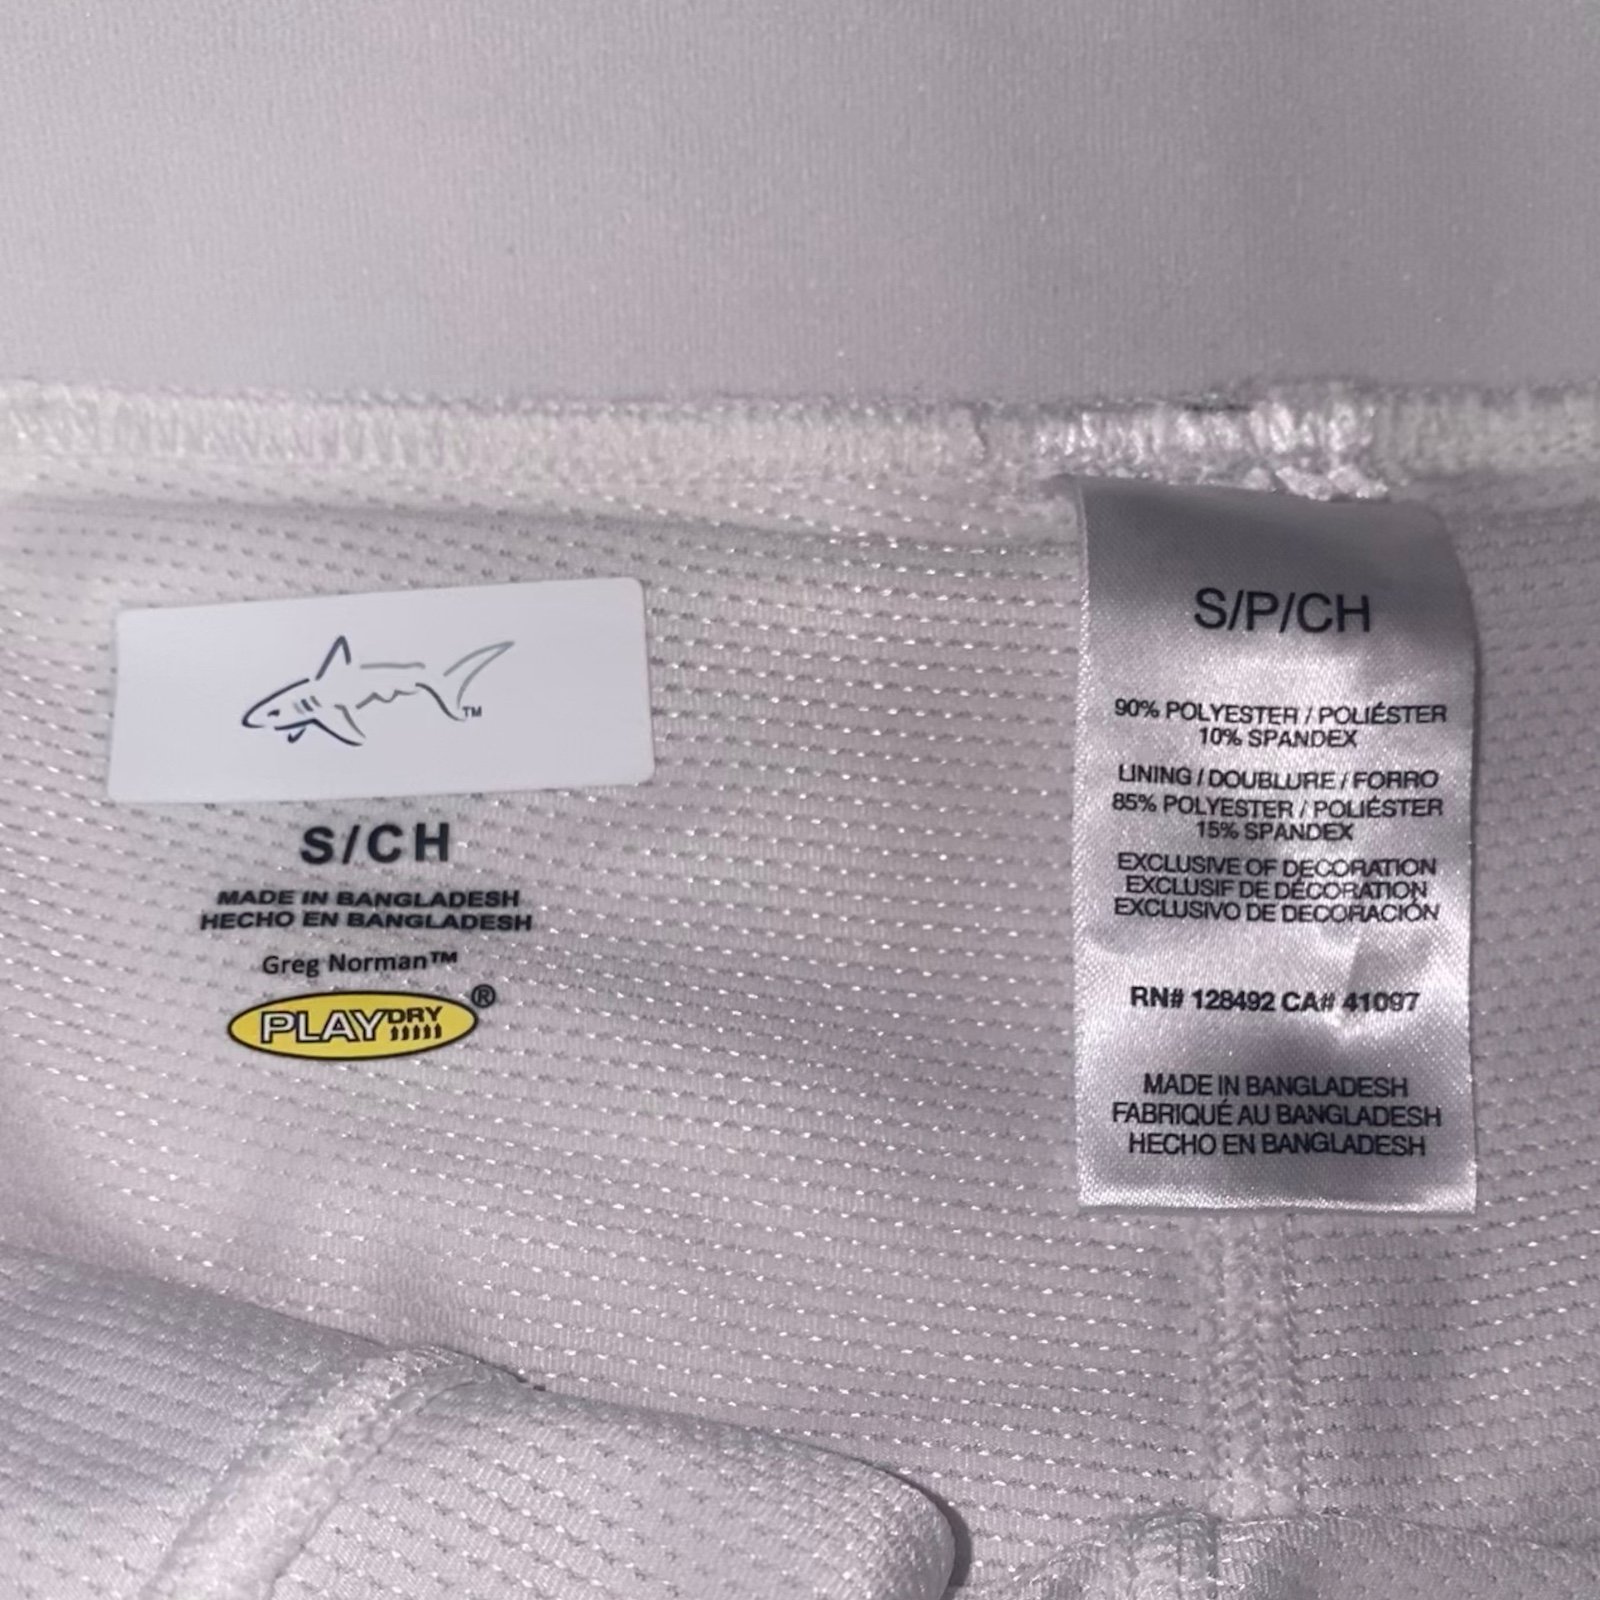 TM
S/CH
MADE IN BANGLADESH
HECHO EN BANGLADESH
Greg Norman™
PLAYDRY®
S/P/CH
90% POLYESTER / POLIÉSTER
10% SPANDEX
LINING / DOUBLURE / FORRO
85% POLYESTER / POLIÉSTER
15% SPANDEX
EXCLUSIVE OF DECORATION
EXCLUSIF DE DÉCORATION
EXCLUSIVO DE DECORACIÓN
RN# 128492 CA# 41097
MADE IN BANGLADESH
FABRIQUÉ AU BANGLADESH
HECHO EN BANGLADESH